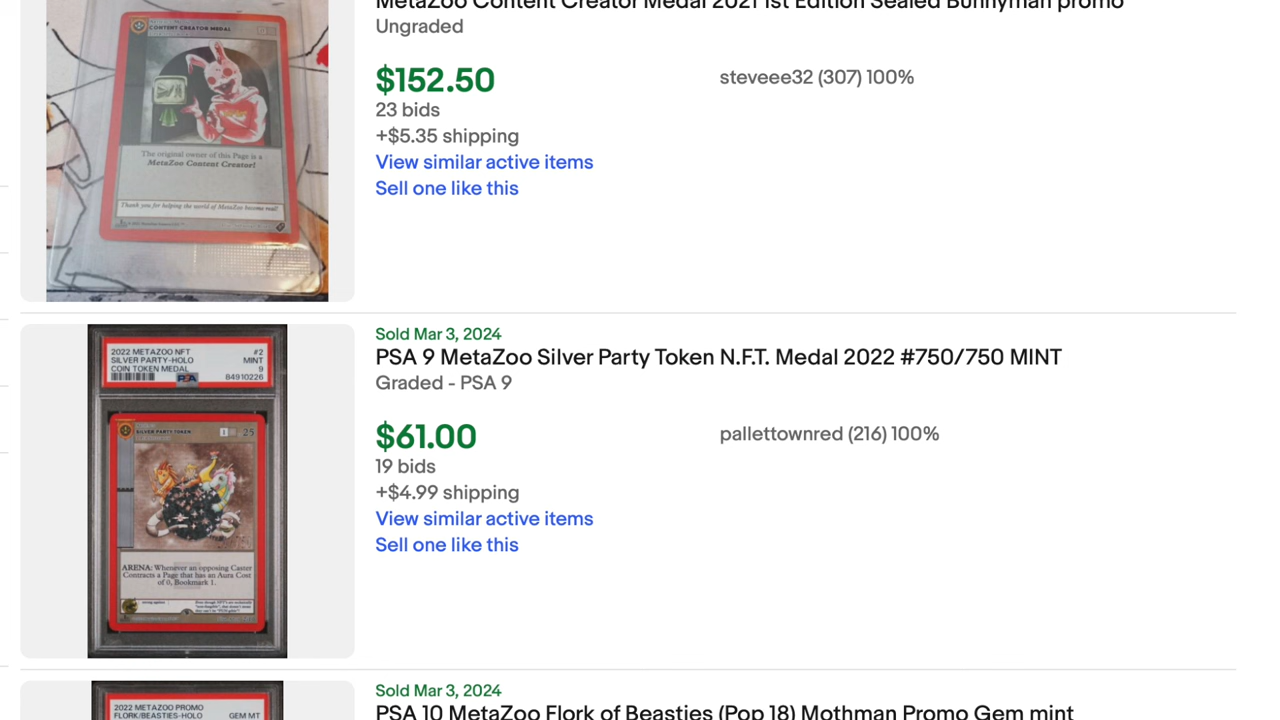 MetaZoo Content Creator Medal 2021 1st Edition Sealed Bunnyman promo
Ungraded
$152.50
steveee32 (307) 100%
23 bids
+$5.35 shipping
View similar active items
Sell one like this
CONTENT CREATOR MEDAL
The original owner of this Page is a
MetaZoo Content Creator!
Thank you for helping the world of MetaZoo become real!
Sold Mar 3, 2024
PSA 9 MetaZoo Silver Party Token N.F.T. Medal 2022 #750/750 MINT
Graded - PSA 9
$61.00
pallettownred (216) 100%
19 bids
+$4.99 shipping
View similar active items
Sell one like this
2022 METAZOO NFT #2
SILVER PARTY-HOLO MINT
COIN TOKEN MEDAL 9
PSA 84910226
SILVER PARTY TOKEN 25
ARENA: Whenever an opposing Caster
Contracts a Page that has an Aura Cost
of 0, Bookmark 1.
Sold Mar 3, 2024
PSA 10 MetaZoo Flork of Beasties (Pop 18) Mothman Promo Gem mint
2022 METAZOO PROMO
FLORK/BEASTIES-HOLO GEM MT